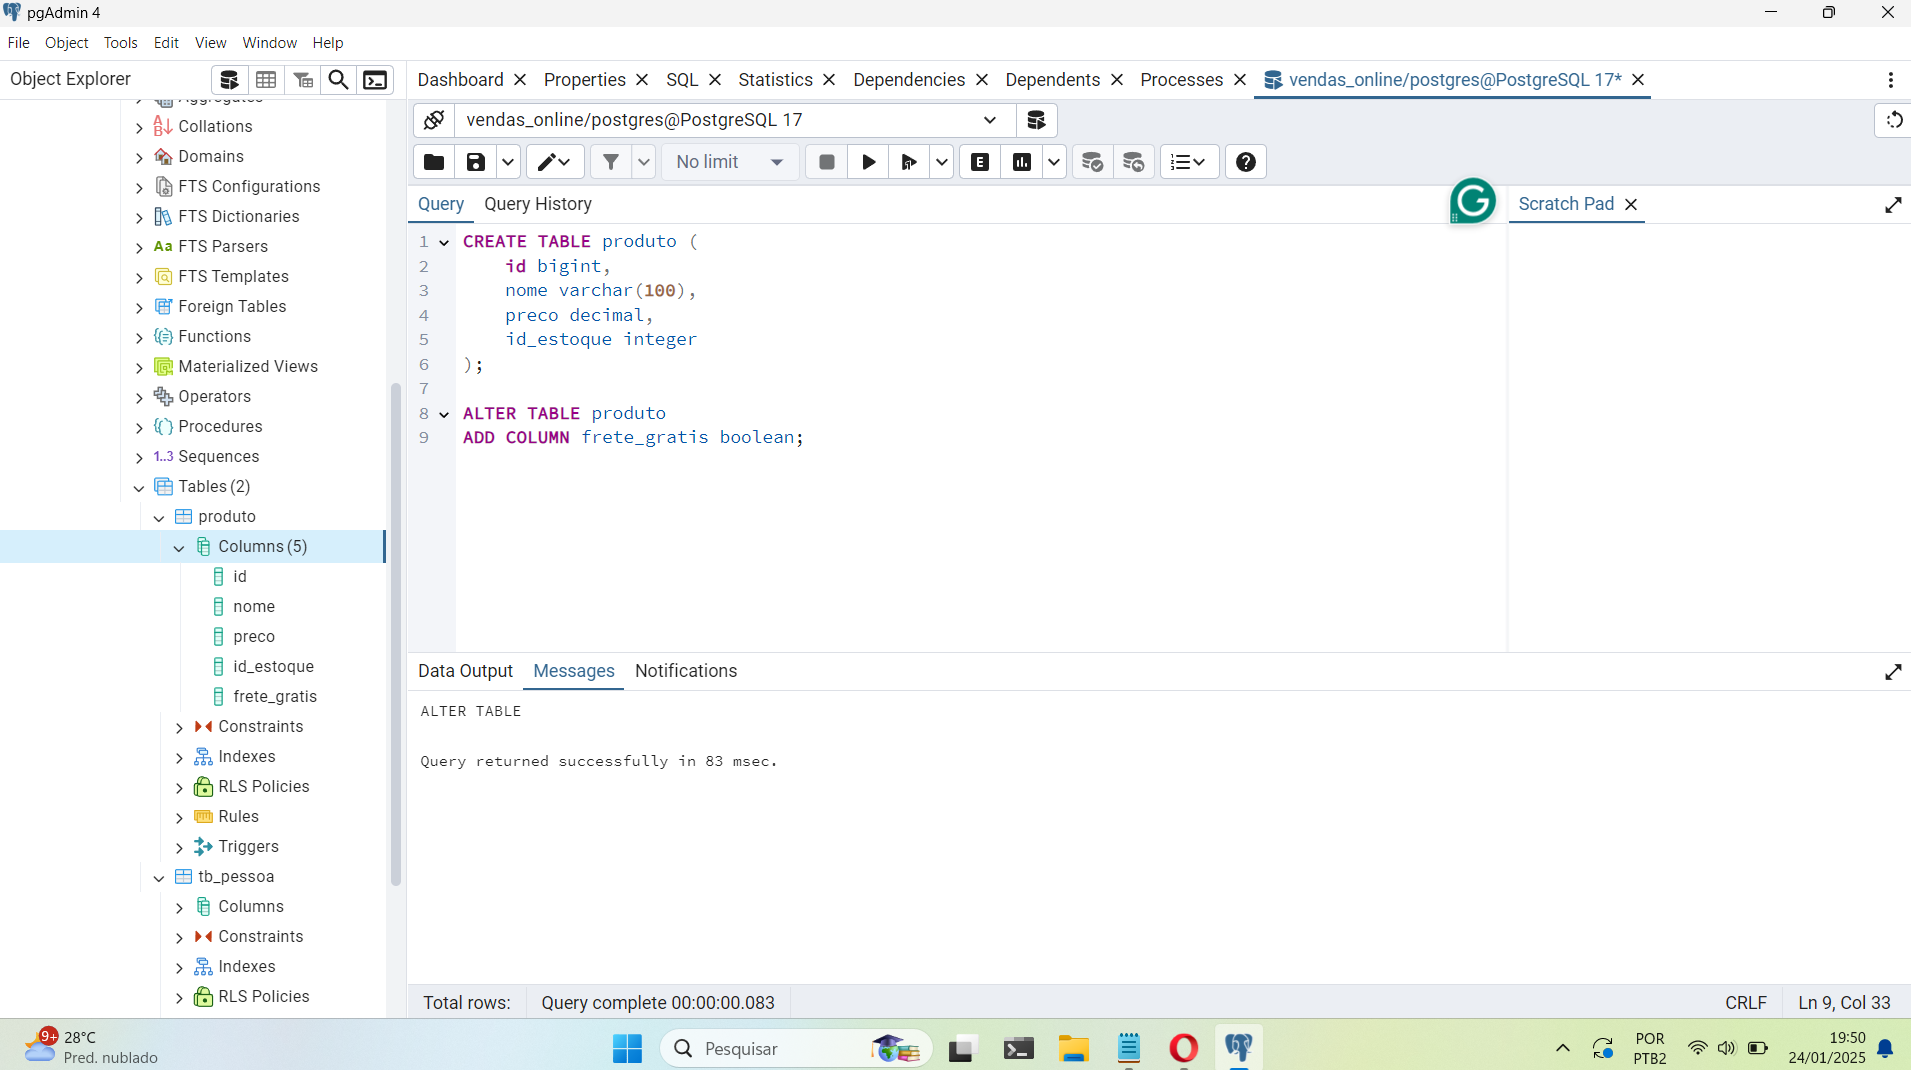 pgAdmin 4
File Object Tools Edit View Window Help
Object Explorer
Dashboard Properties SQL Statistics Dependencies Dependents Processes vendas_online/postgres@PostgreSQL 17*
Aggregates
Collations
Domains
FTS Configurations
FTS Dictionaries
Aa FTS Parsers
FTS Templates
Foreign Tables
Functions
Materialized Views
Operators
Procedures
1..3 Sequences
Tables (2)
produto
Columns (5)
id
nome
preco
id_estoque
frete_gratis
Constraints
Indexes
RLS Policies
Rules
Triggers
tb_pessoa
Columns
Constraints
Indexes
RLS Policies
vendas_online/postgres@PostgreSQL 17
No limit
E
Query Query History
G
Scratch Pad
1 CREATE TABLE produto (
2 id bigint,
3 nome varchar(100),
4 preco decimal,
5 id_estoque integer
6 );
7
8 ALTER TABLE produto
9 ADD COLUMN frete_gratis boolean;
Data Output Messages Notifications
ALTER TABLE
Query returned successfully in 83 msec.
Total rows: Query complete 00:00:00.083
CRLF Ln 9, Col 33
9+
28°C
Pred. nublado
Pesquisar
POR
PTB2
19:50
24/01/2025